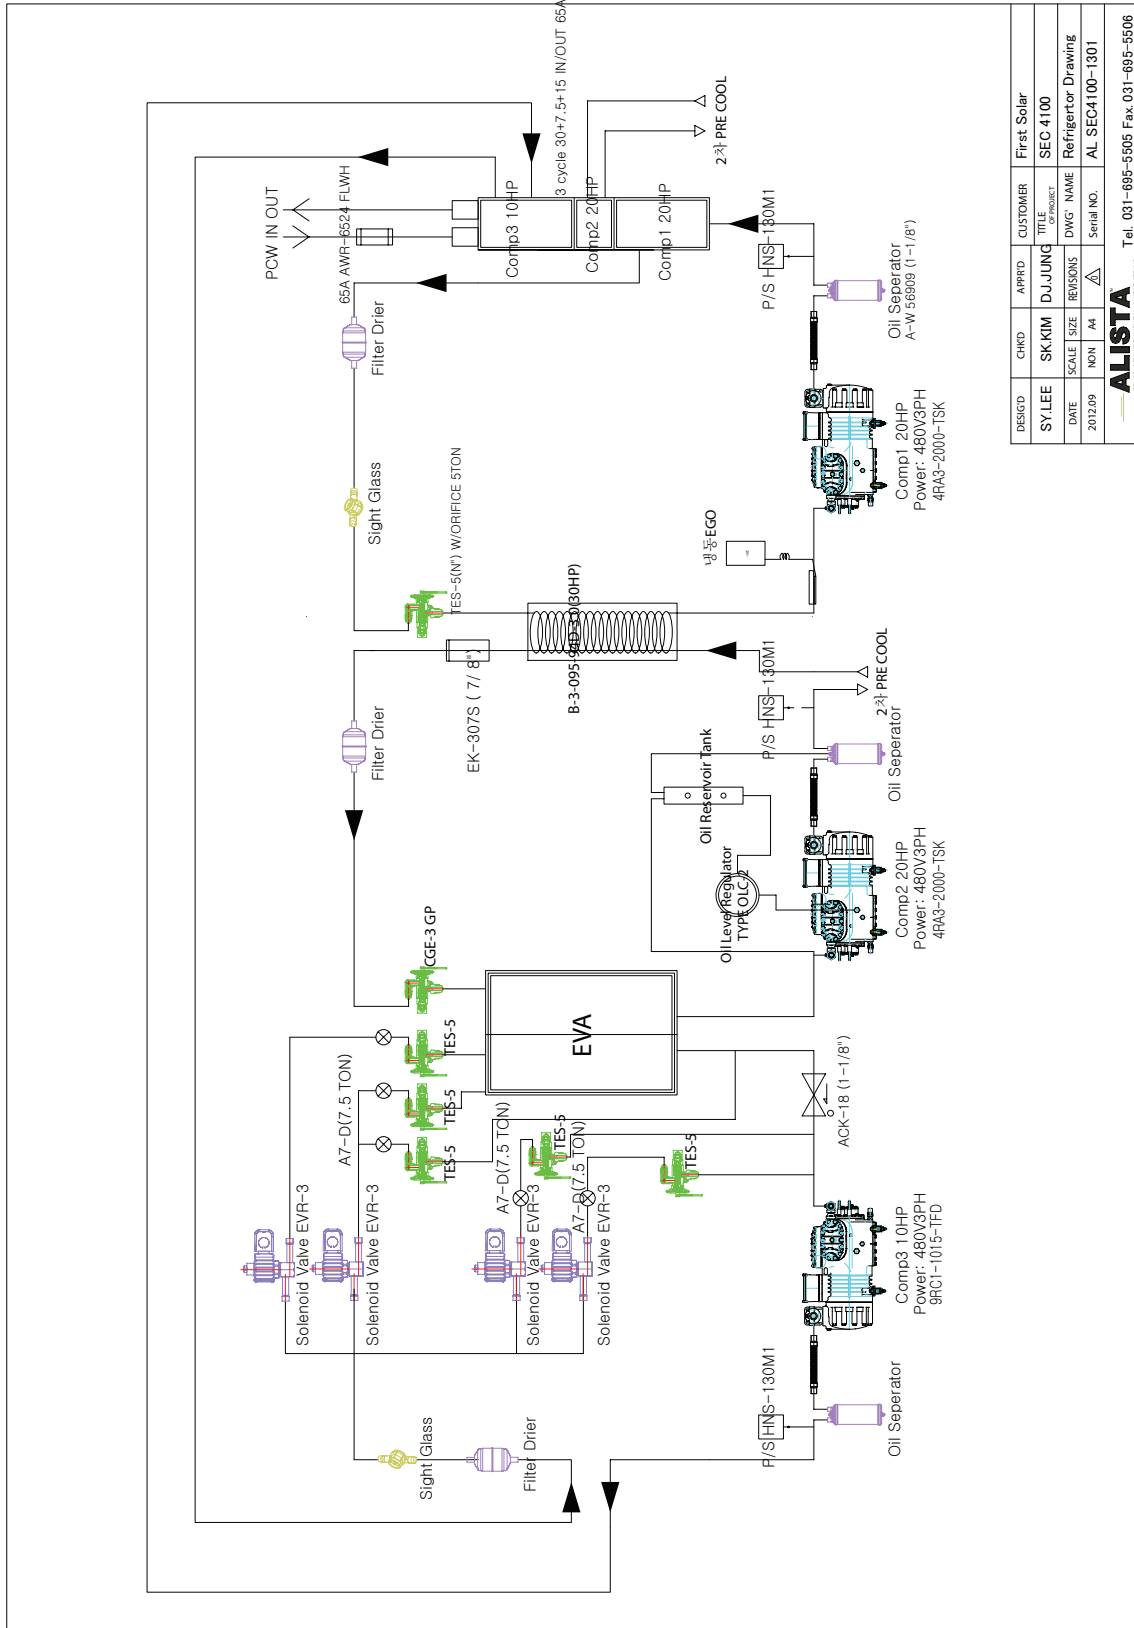 PCW IN OUT
65A AWR-6524 FLWH
3 cycle 30+7.5+15 IN/OUT 65A
Comp3 10HP
Comp2 20HP
Comp1 20HP
2차 PRE COOL
P/S HNS-130M1
Oil Seperator
A-W 56909 (1-1/8")
Filter Drier
Sight Glass
TES-5(N") W/ORIFICE 5TON
냉동EGO
Comp1 20HP
Power: 480V3PH
4RA3-2000-TSK
B-3-095-94D-3.0(30HP)
EK-307S ( 7/ 8")
Filter Drier
P/S HNS-130M1
2차 PRE COOL
Oil Seperator
Oil Reservoir Tank
Oil Level Regulator
TYPE OLC-2
Comp2 20HP
Power: 480V3PH
4RA3-2000-TSK
CGE-3 GP
TES-5
TES-5
TES-5
EVA
A7-D(7.5 TON)
A7-D(7.5 TON)
A7-D(7.5 TON)
TES-5
TES-5
ACK-18 (1-1/8")
Solenoid Valve EVR-3
Solenoid Valve EVR-3
Solenoid Valve EVR-3
Solenoid Valve EVR-3
Comp3 10HP
Power: 480V3PH
9RC1-1015-TFD
Sight Glass
Filter Drier
P/S HNS-130M1
Oil Seperator
DESIG'D CHK'D APPR'D CUSTOMER First Solar
SY.LEE SK.KIM DJ.JUNG TITLE OF PROJECT SEC 4100
DATE SCALE SIZE REVISIONS DWG' NAME Refrigertor Drawing
2012.09 NON A4 Serial NO. AL SEC4100-1301
ALISTA Tel. 031-695-5505 Fax. 031-695-5506